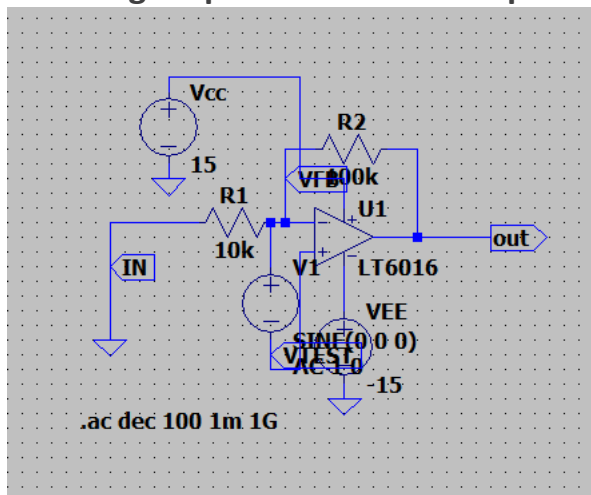 Vcc
15
R2
VFB
100k
R1
10k
U1
IN
V1
LT6016
out
VEE
SINE(0 0 0)
VTEST
AC 1 0
-15
.ac dec 100 1m 1G